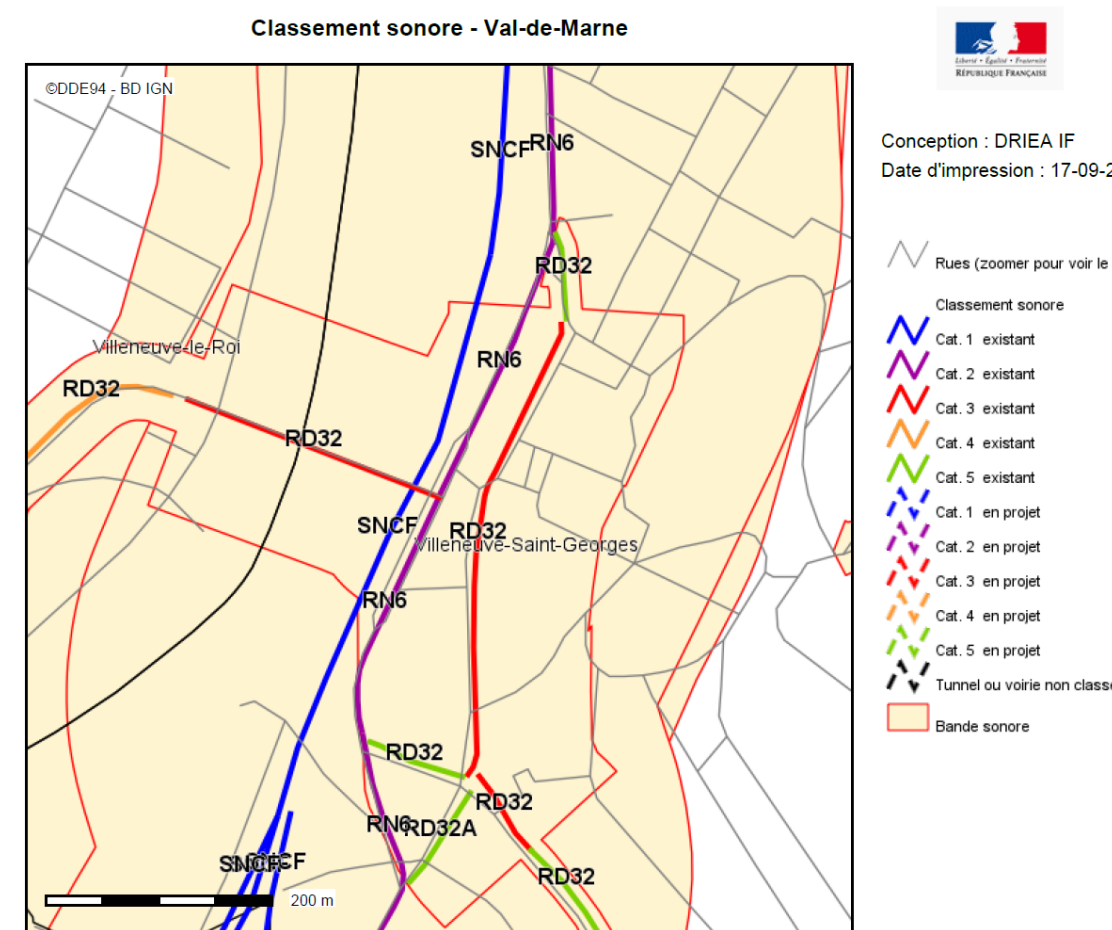 Classement sonore - Val-de-Marne
©DDE94 - BD IGN
Liberté • Égalité • Fraternité
RÉPUBLIQUE FRANÇAISE
Conception : DRIEA IF
Date d'impression : 17-09-2
SNCF
RN6
RD32
RN6
Villeneuve-le-Roi
RD32
RD32
SNCF
RD32
Villeneuve-Saint-Georges
RN6
RD32
RD32
RN6
RD32A
SNCF
SNCF
RD32
200 m
Rues (zoomer pour voir le
Classement sonore
Cat. 1 existant
Cat. 2 existant
Cat. 3 existant
Cat. 4 existant
Cat. 5 existant
Cat. 1 en projet
Cat. 2 en projet
Cat. 3 en projet
Cat. 4 en projet
Cat. 5 en projet
Tunnel ou voirie non classé
Bande sonore